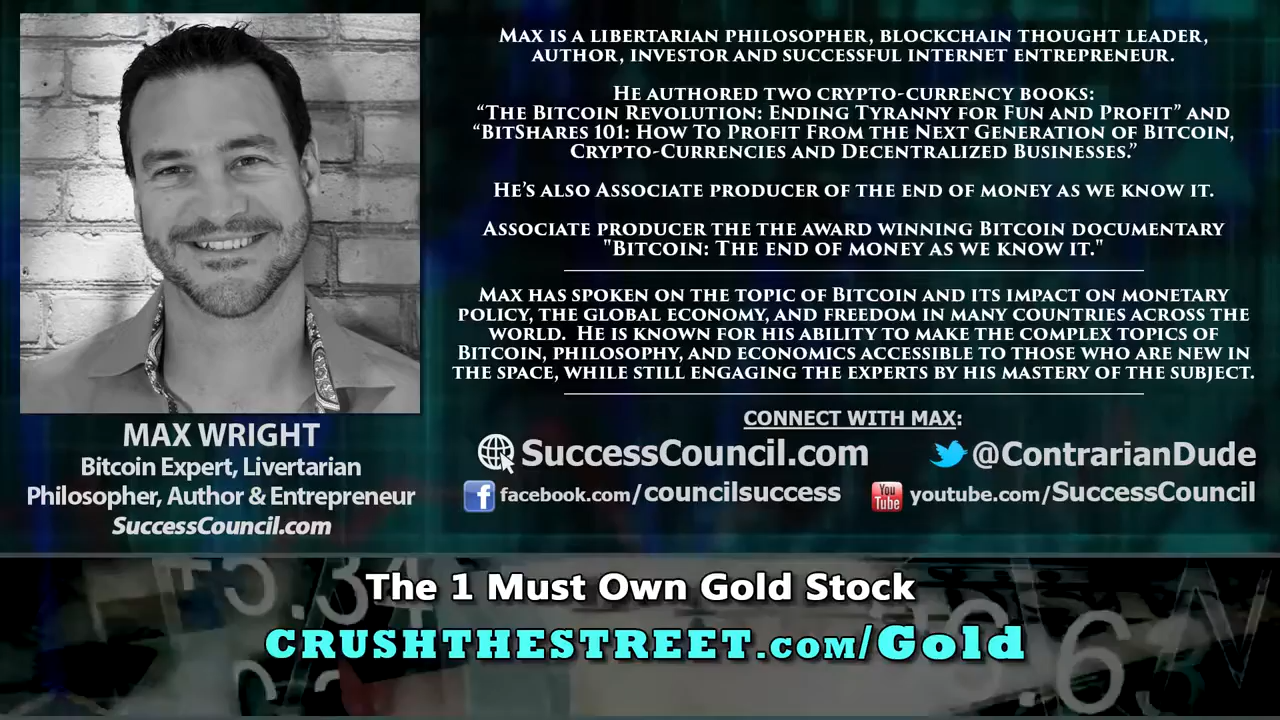 MAX IS A LIBERTARIAN PHILOSOPHER, BLOCKCHAIN THOUGHT LEADER,
AUTHOR, INVESTOR AND SUCCESSFUL INTERNET ENTREPRENEUR.
HE AUTHORED TWO CRYPTO-CURRENCY BOOKS:
“THE BITCOIN REVOLUTION: ENDING TYRANNY FOR FUN AND PROFIT” AND
“BITSHARES 101: HOW TO PROFIT FROM THE NEXT GENERATION OF BITCOIN,
CRYPTO-CURRENCIES AND DECENTRALIZED BUSINESSES.”
HE’S ALSO ASSOCIATE PRODUCER OF THE END OF MONEY AS WE KNOW IT.
ASSOCIATE PRODUCER THE THE AWARD WINNING BITCOIN DOCUMENTARY
"BITCOIN: THE END OF MONEY AS WE KNOW IT."
MAX HAS SPOKEN ON THE TOPIC OF BITCOIN AND ITS IMPACT ON MONETARY
POLICY, THE GLOBAL ECONOMY, AND FREEDOM IN MANY COUNTRIES ACROSS THE
WORLD. HE IS KNOWN FOR HIS ABILITY TO MAKE THE COMPLEX TOPICS OF
BITCOIN, PHILOSOPHY, AND ECONOMICS ACCESSIBLE TO THOSE WHO ARE NEW IN
THE SPACE, WHILE STILL ENGAGING THE EXPERTS BY HIS MASTERY OF THE SUBJECT.
CONNECT WITH MAX:
SuccessCouncil.com
@ContrarianDude
facebook.com/councilsuccess
You Tube
youtube.com/SuccessCouncil
MAX WRIGHT
Bitcoin Expert, Livertarian
Philosopher, Author & Entrepreneur
SuccessCouncil.com
The 1 Must Own Gold Stock
CRUSHTHESTREET.COM/Gold